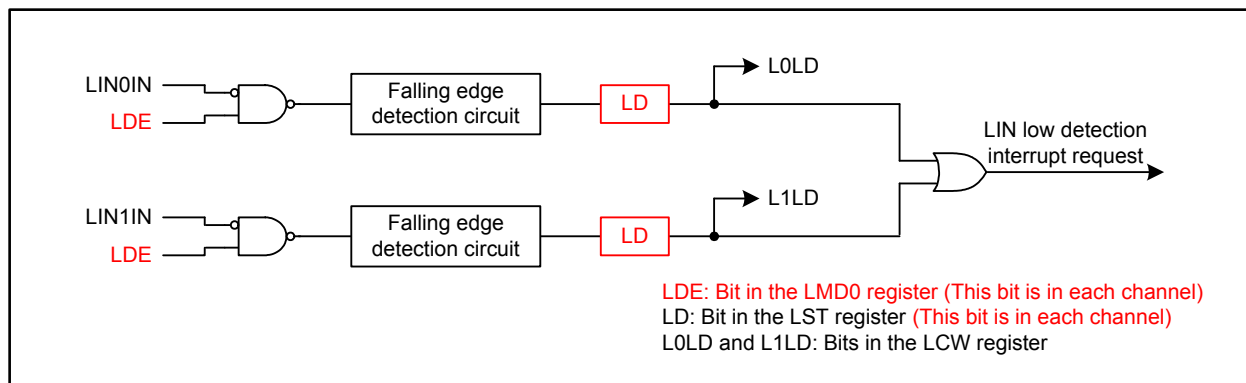 LIN0IN
LDE
Falling edge
detection circuit
LD
L0LD
LIN low detection
interrupt request
LIN1IN
LDE
Falling edge
detection circuit
LD
L1LD
LDE: Bit in the LMD0 register (This bit is in each channel)
LD: Bit in the LST register (This bit is in each channel)
L0LD and L1LD: Bits in the LCW register